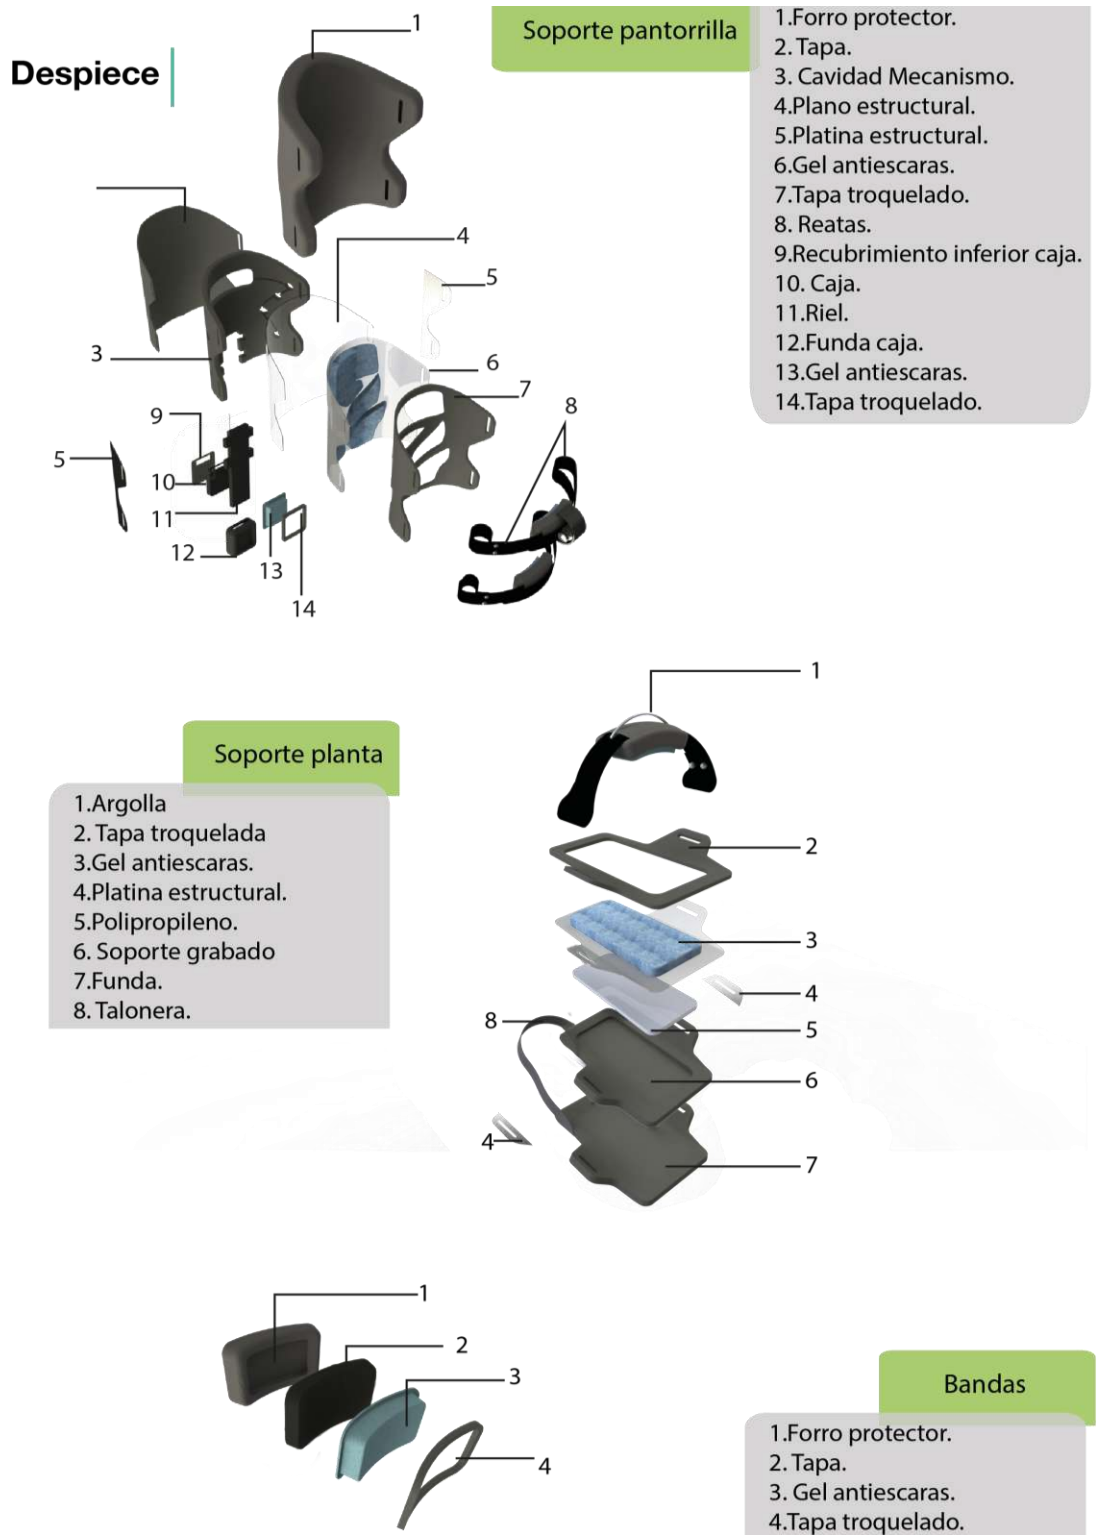 Despiece
Soporte pantorrilla
1.Forro protector.
2. Tapa.
3. Cavidad Mecanismo.
4.Plano estructural.
5.Platina estructural.
6.Gel antiescaras.
7.Tapa troquelado.
8. Reatas.
9.Recubrimiento inferior caja.
10. Caja.
11.Riel.
12.Funda caja.
13.Gel antiescaras.
14.Tapa troquelado.
1
4
5
3
6
7
8
9
5
10
11
12
13
14
Soporte planta
1.Argolla
2. Tapa troquelada
3.Gel antiescaras.
4.Platina estructural.
5.Polipropileno.
6. Soporte grabado
7.Funda.
8. Talonera.
1
2
3
4
8
5
6
4
7
1
2
3
4
Bandas
1.Forro protector.
2. Tapa.
3. Gel antiescaras.
4.Tapa troquelado.